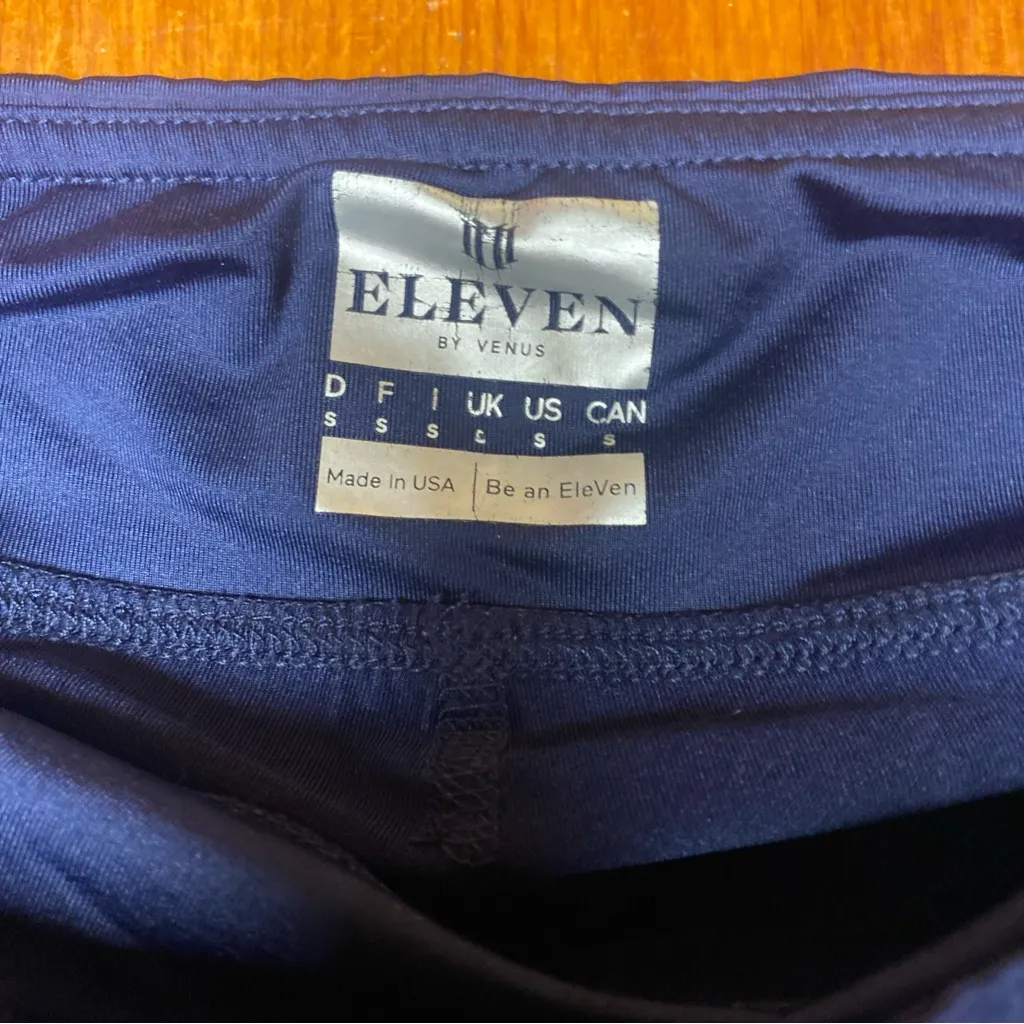 ELEVEN
BY VENUS
D F I UK US CAN
S S S S S
Made In USA | Be an EleVen